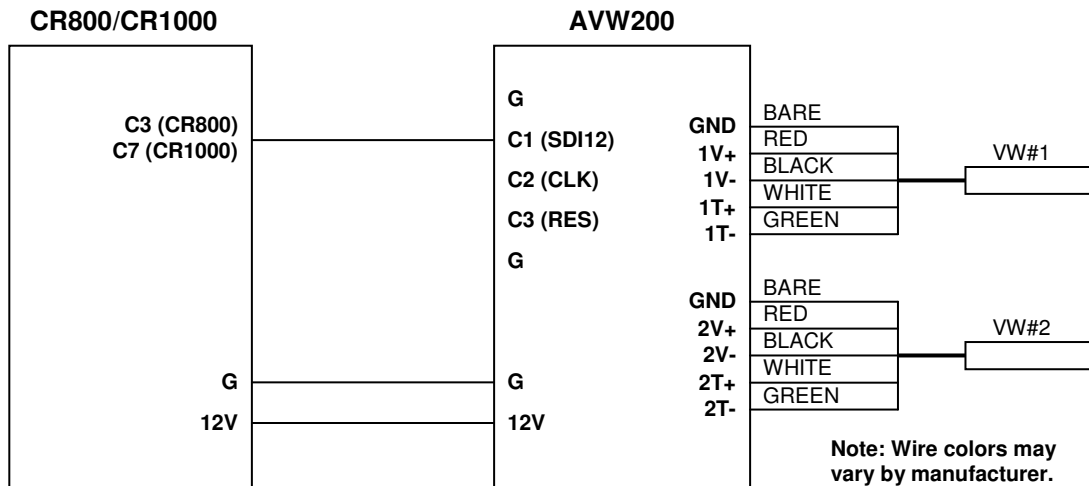 CR800/CR1000
AVW200
C3 (CR800)
C7 (CR1000)
G
12V
G
C1 (SDI12)
C2 (CLK)
C3 (RES)
G
G
12V
GND
1V+
1V-
1T+
1T-
BARE
RED
BLACK
WHITE
GREEN
VW#1
GND
2V+
2V-
2T+
2T-
BARE
RED
BLACK
WHITE
GREEN
VW#2
Note: Wire colors may
vary by manufacturer.